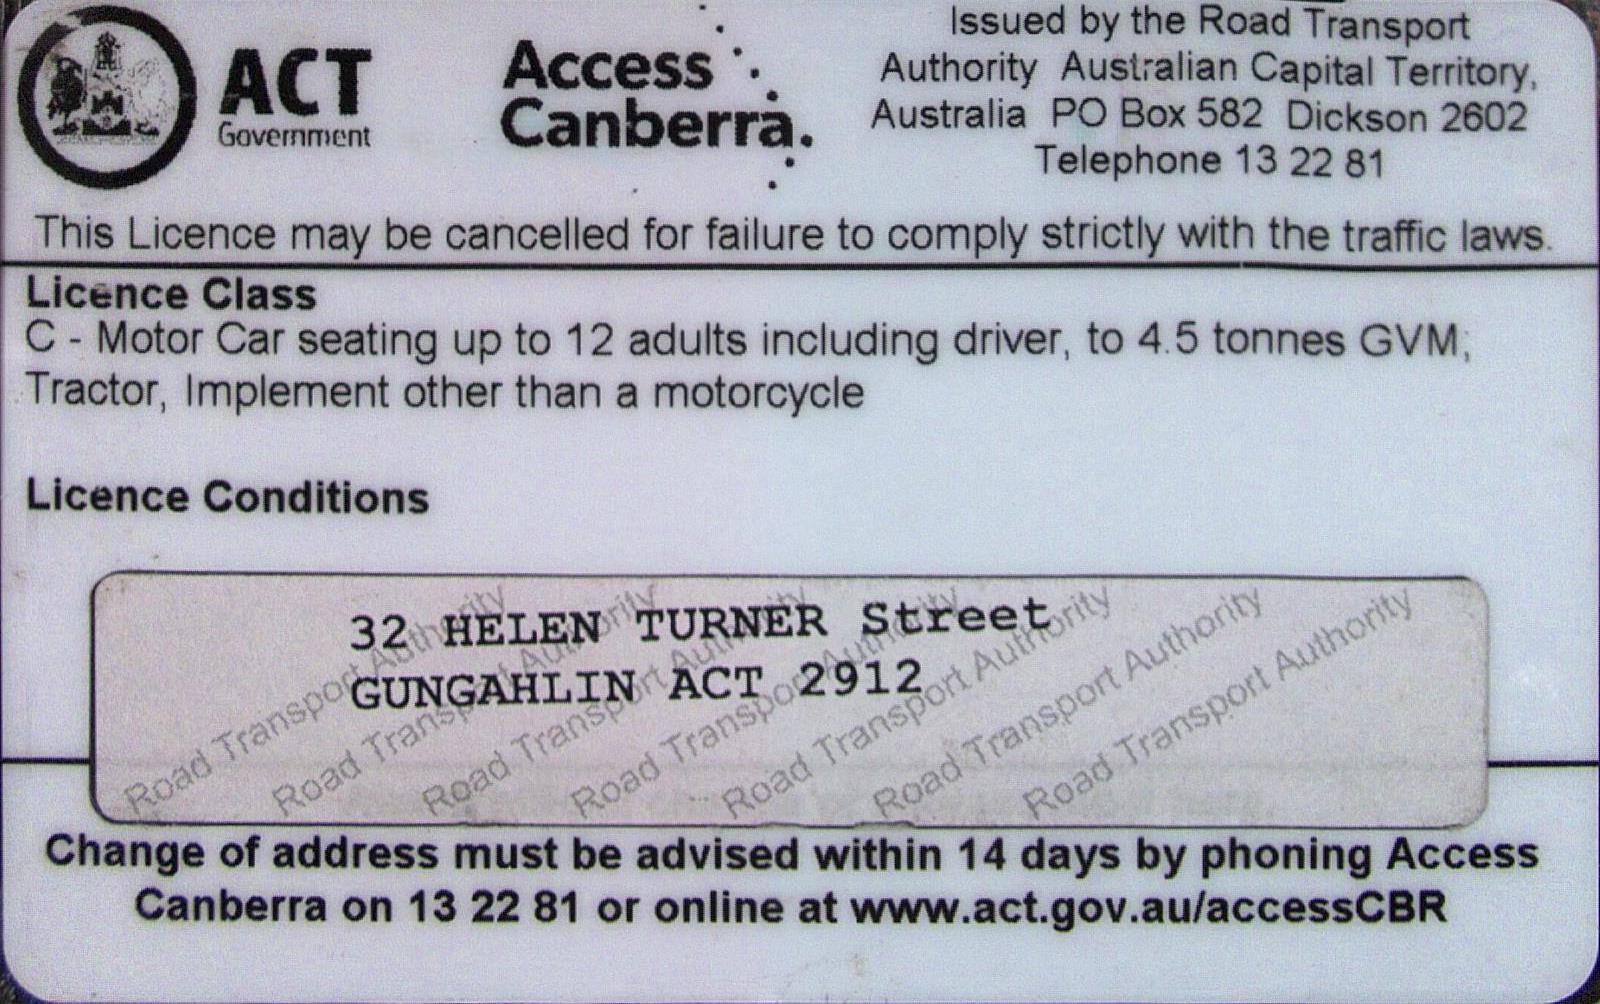 ACT
Government
Access
Canberra.
Issued by the Road Transport
Authority Australian Capital Territory,
Australia PO Box 582 Dickson 2602
Telephone 13 22 81
This Licence may be cancelled for failure to comply strictly with the traffic laws.
Licence Class
C - Motor Car seating up to 12 adults including driver, to 4.5 tonnes GVM;
Tractor, Implement other than a motorcycle
Licence Conditions
32 HELEN TURNER Street
GUNGAHLIN ACT 2912
Road Transport Authority Road Transport Authority Road Transport Authority Road Transport Authority Road Transport Authority Road Transport Authority Road Transport Authority
Change of address must be advised within 14 days by phoning Access
Canberra on 13 22 81 or online at www.act.gov.au/accessCBR